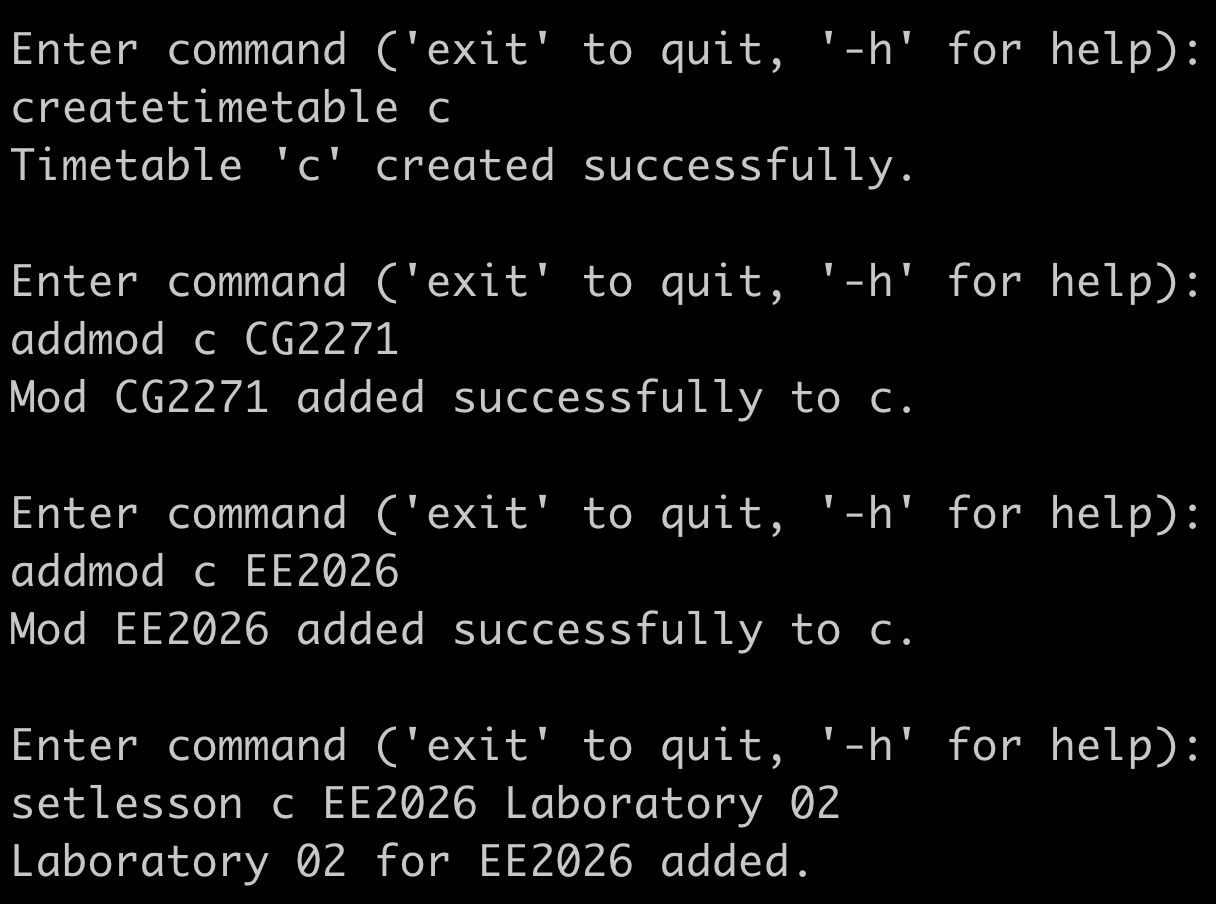 Enter command ('exit' to quit, '-h' for help):
createtimetable c
Timetable 'c' created successfully.
Enter command ('exit' to quit, '-h' for help):
addmod c CG2271
Mod CG2271 added successfully to c.
Enter command ('exit' to quit, '-h' for help):
addmod c EE2026
Mod EE2026 added successfully to c.
Enter command ('exit' to quit, '-h' for help):
setlesson c EE2026 Laboratory 02
Laboratory 02 for EE2026 added.